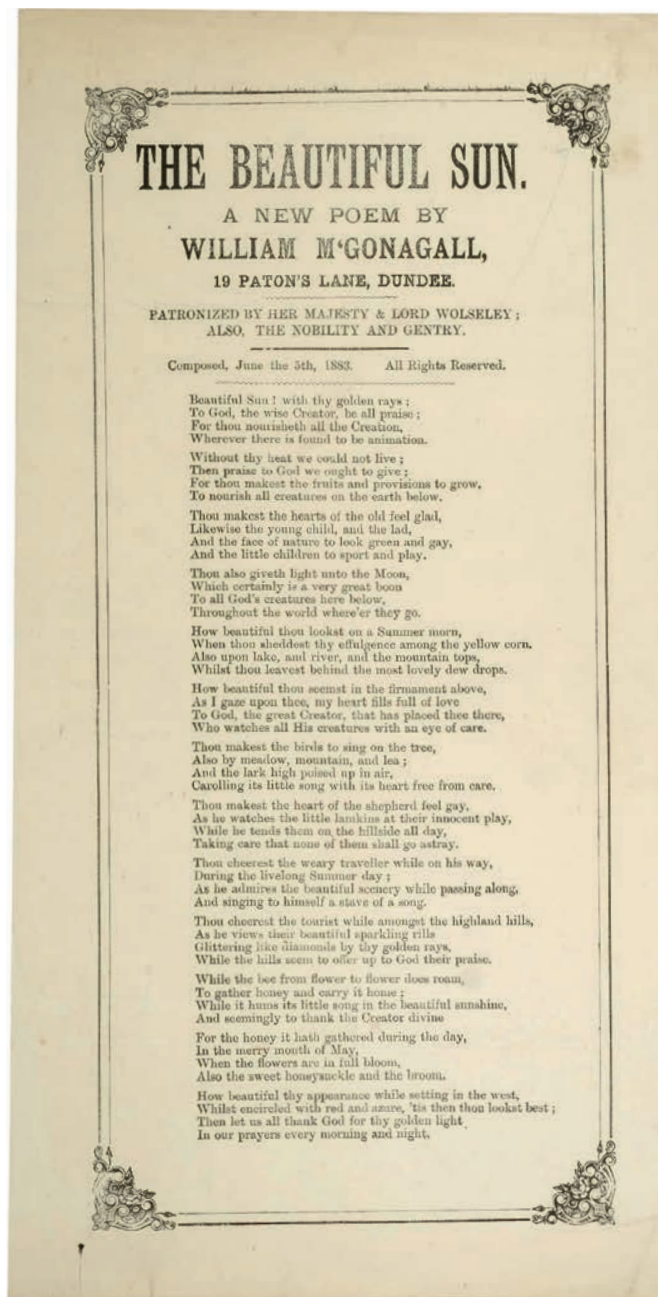 THE BEAUTIFUL SUN.
A NEW POEM BY
WILLIAM M'GONAGALL,
19 PATON'S LANE, DUNDEE.
PATRONIZED BY HER MAJESTY & LORD WOLSELEY;
ALSO, THE NOBILITY AND GENTRY.
Composed, June the 5th, 1883. All Rights Reserved.
Beautiful Sun! with thy golden rays;
To God, the wise Creator, be all praise;
For thou nourisheth all the Creation,
Wherever there is found to be animation.
Without thy heat we could not live;
Then praise to God we ought to give;
For thou makest the fruits and provisions to grow,
To nourish all creatures on the earth below.
Thou makest the hearts of the old feel glad,
Likewise the young child, and the lad,
And the face of nature to look green and gay,
And the little children to sport and play.
Thou also giveth light unto the Moon,
Which certainly is a very great boon
To all God's creatures here below,
Throughout the world where'er they go.
How beautiful thou lookst on a Summer morn,
When thou sheddest thy effulgence among the yellow corn.
Also upon lake, and river, and the mountain tops,
Whilst thou leavest behind the most lovely dew drops.
How beautiful thou seemst in the firmament above,
As I gaze upon thee, my heart fills full of love
To God, the great Creator, that has placed thee there,
Who watches all His creatures with an eye of care.
Thou makest the birds to sing on the tree,
Also by meadow, mountain, and lea;
And the lark high poised up in air,
Carolling its little song with its heart free from care.
Thou makest the heart of the shepherd feel gay,
As he watches the little lamkins at their innocent play,
While he tends them on the hillside all day,
Taking care that none of them shall go astray.
Thou cheerest the weary traveller while on his way,
During the livelong Summer day;
As he admires the beautiful scenery while passing along,
And singing to himself a stave of a song.
Thou cheerest the tourist while amongst the highland hills,
As he views their beautiful sparkling rills
Glittering like diamonds by thy golden rays,
While the hills seem to offer up to God their praise.
While the bee from flower to flower does roam,
To gather honey and carry it home;
While it hums its little song in the beautiful sunshine,
And seemingly to thank the Creator divine
For the honey it hath gathered during the day,
In the merry month of May,
When the flowers are in full bloom,
Also the sweet honeysuckle and the broom.
How beautiful thy appearance while setting in the west,
Whilst encircled with red and azure, 'tis then thou lookst best;
Then let us all thank God for thy golden light
In our prayers every morning and night.